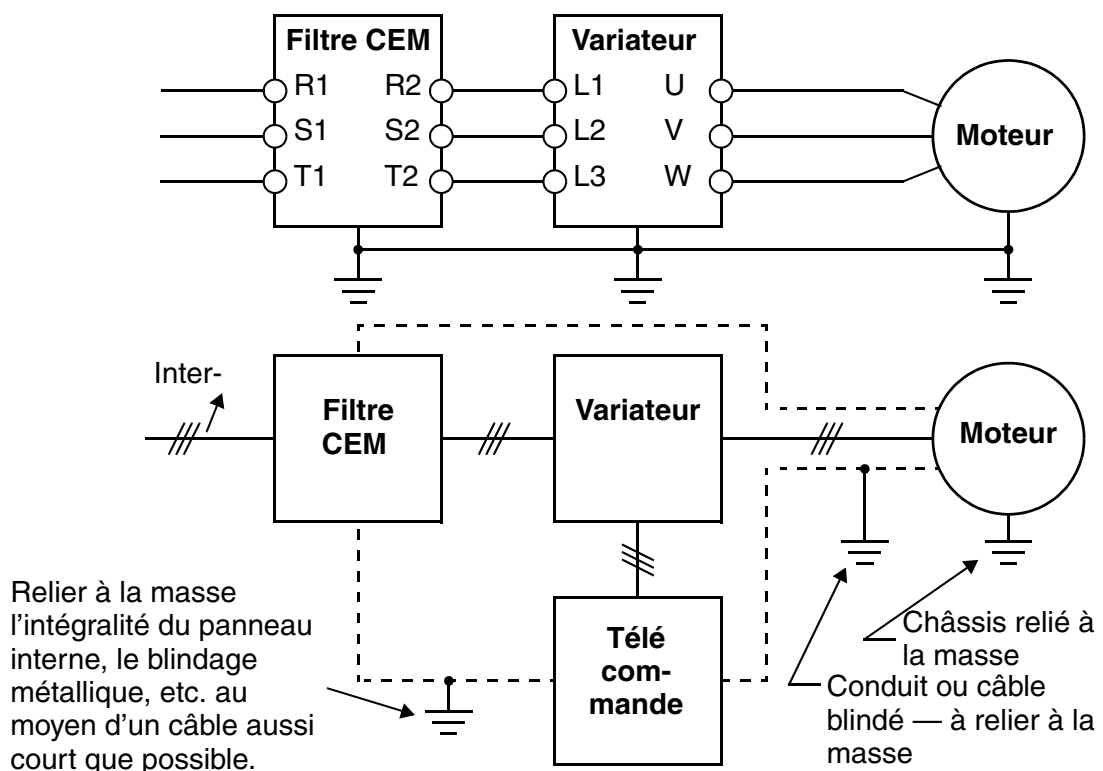 Filtre CEM
Variateur
R1 R2 L1 U
S1 S2 L2 V
T1 T2 L3 W
Moteur
Inter-
Filtre
CEM
Variateur
Moteur
Télé
com-
mande
Relier à la masse
l'intégralité du panneau
interne, le blindage
métallique, etc. au
moyen d'un câble aussi
court que possible.
Châssis relié à
la masse
Conduit ou câble
blindé — à relier à la
masse